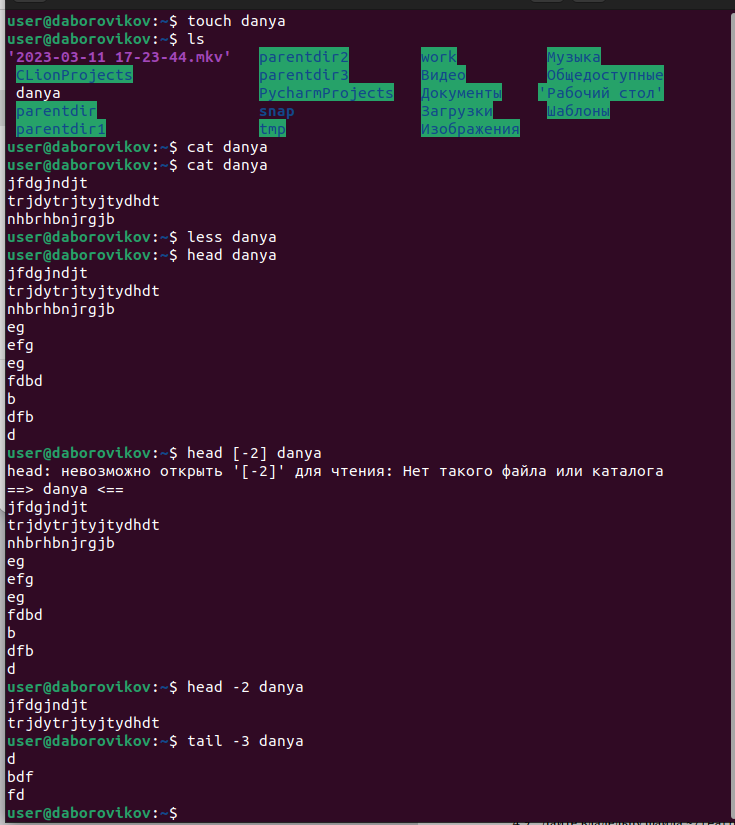 user@daborovikov:~$ touch danya
user@daborovikov:~$ ls
'2023-03-11 17-23-44.mkv' parentdir2 work Музыка
CLionProjects parentdir3 Видео Общедоступные
danya PycharmProjects Документы 'Рабочий стол'
parentdir snap Загрузки Шаблоны
parentdir1 tmp Изображения
user@daborovikov:~$ cat danya
user@daborovikov:~$ cat danya
jfdgjndjt
trjdytrjtyjtydhdt
nhbrhbnjrgjb
user@daborovikov:~$ less danya
user@daborovikov:~$ head danya
jfdgjndjt
trjdytrjtyjtydhdt
nhbrhbnjrgjb
eg
efg
eg
fdbd
b
dfb
d
user@daborovikov:~$ head [-2] danya
head: невозможно открыть '[-2]' для чтения: Нет такого файла или каталога
==> danya <==
jfdgjndjt
trjdytrjtyjtydhdt
nhbrhbnjrgjb
eg
efg
eg
fdbd
b
dfb
d
user@daborovikov:~$ head -2 danya
jfdgjndjt
trjdytrjtyjtydhdt
user@daborovikov:~$ tail -3 danya
d
bdf
fd
user@daborovikov:~$